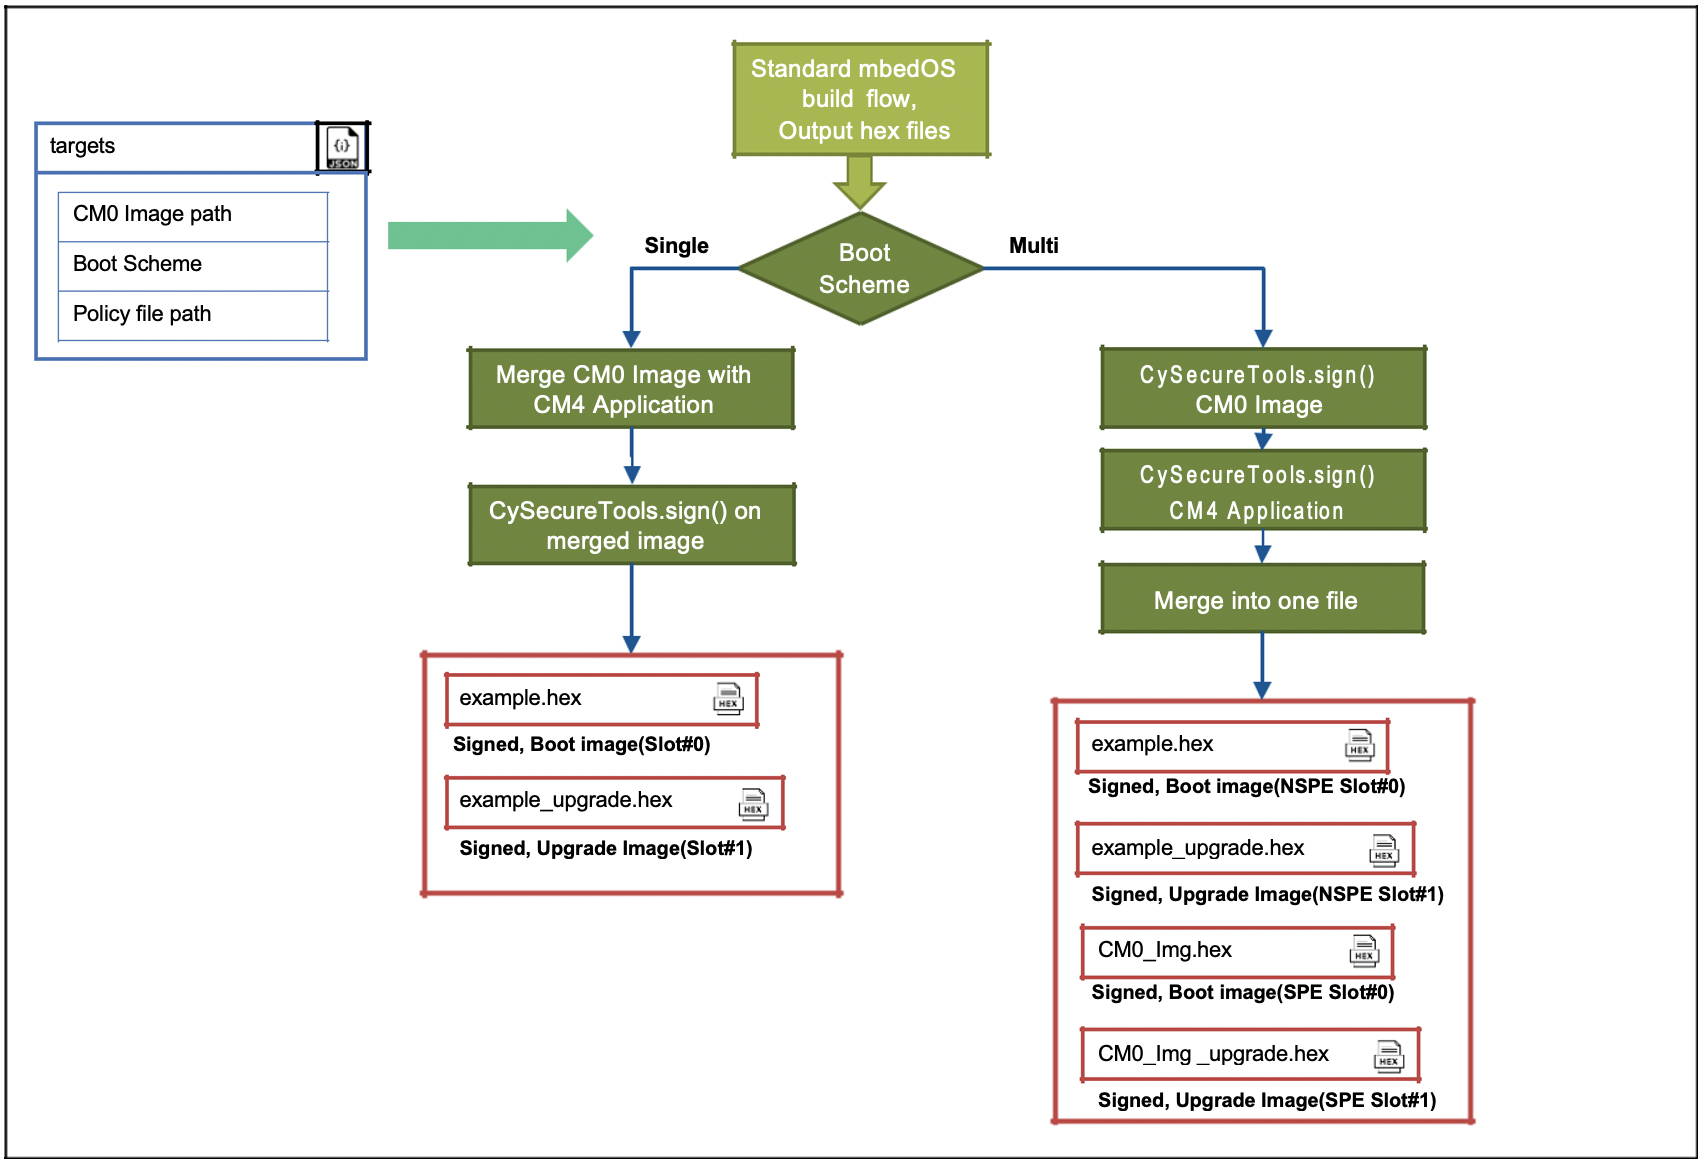 Standard mbedOS
build flow,
Output hex files
targets
{i}
JSON
CM0 Image path
Boot Scheme
Policy file path
Single
Boot
Scheme
Multi
Merge CM0 Image with
CM4 Application
CySecureTools.sign() on
merged image
example.hex
HEX
Signed, Boot image(Slot#0)
example_upgrade.hex
HEX
Signed, Upgrade Image(Slot#1)
CySecureTools.sign()
CM0 Image
CySecureTools.sign()
CM4 Application
Merge into one file
example.hex
HEX
Signed, Boot image(NSPE Slot#0)
example_upgrade.hex
HEX
Signed, Upgrade Image(NSPE Slot#1)
CM0_Img.hex
HEX
Signed, Boot image(SPE Slot#0)
CM0_Img _upgrade.hex
HEX
Signed, Upgrade Image(SPE Slot#1)